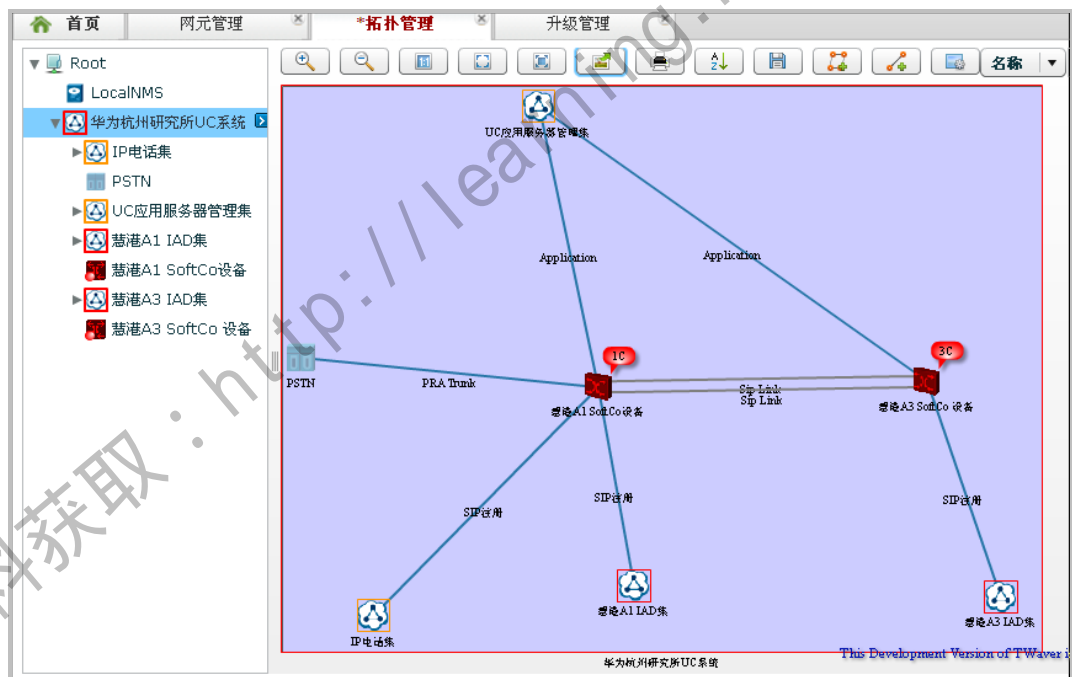 首页
网元管理
*拓扑管理
升级管理
Root
LocalNMS
华为杭州研究所UC系统
IP电话集
PSTN
UC应用服务器管理集
慧港A1 IAD集
慧港A1 SoftCo设备
慧港A3 IAD集
慧港A3 SoftCo 设备
名称
UC应用服务器管理集
Application
Application
1C
3C
PSTN
PRA Trunk
Sip Link
Sip Link
慧港A1 SoftCo设备
慧港A3 SoftCo 设备
SIP注册
SIP注册
SIP注册
慧港A1 IAD集
慧港A3 IAD集
IP电话集
This Development Version of TWaver i
华为杭州研究所UC系统
料获取：http://learning.